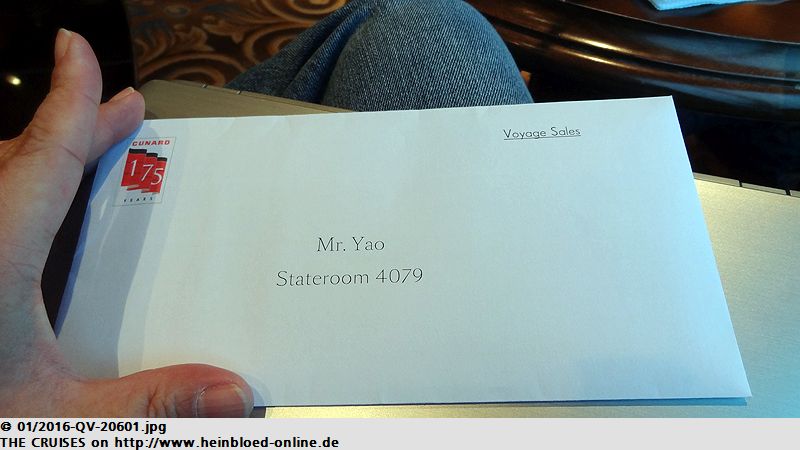 Voyage Sales
CUNARD
175
YEARS
Mr. Yao
Stateroom 4079
© 01/2016-QV-20601.jpg
THE CRUISES on http://www.heinbloed-online.de